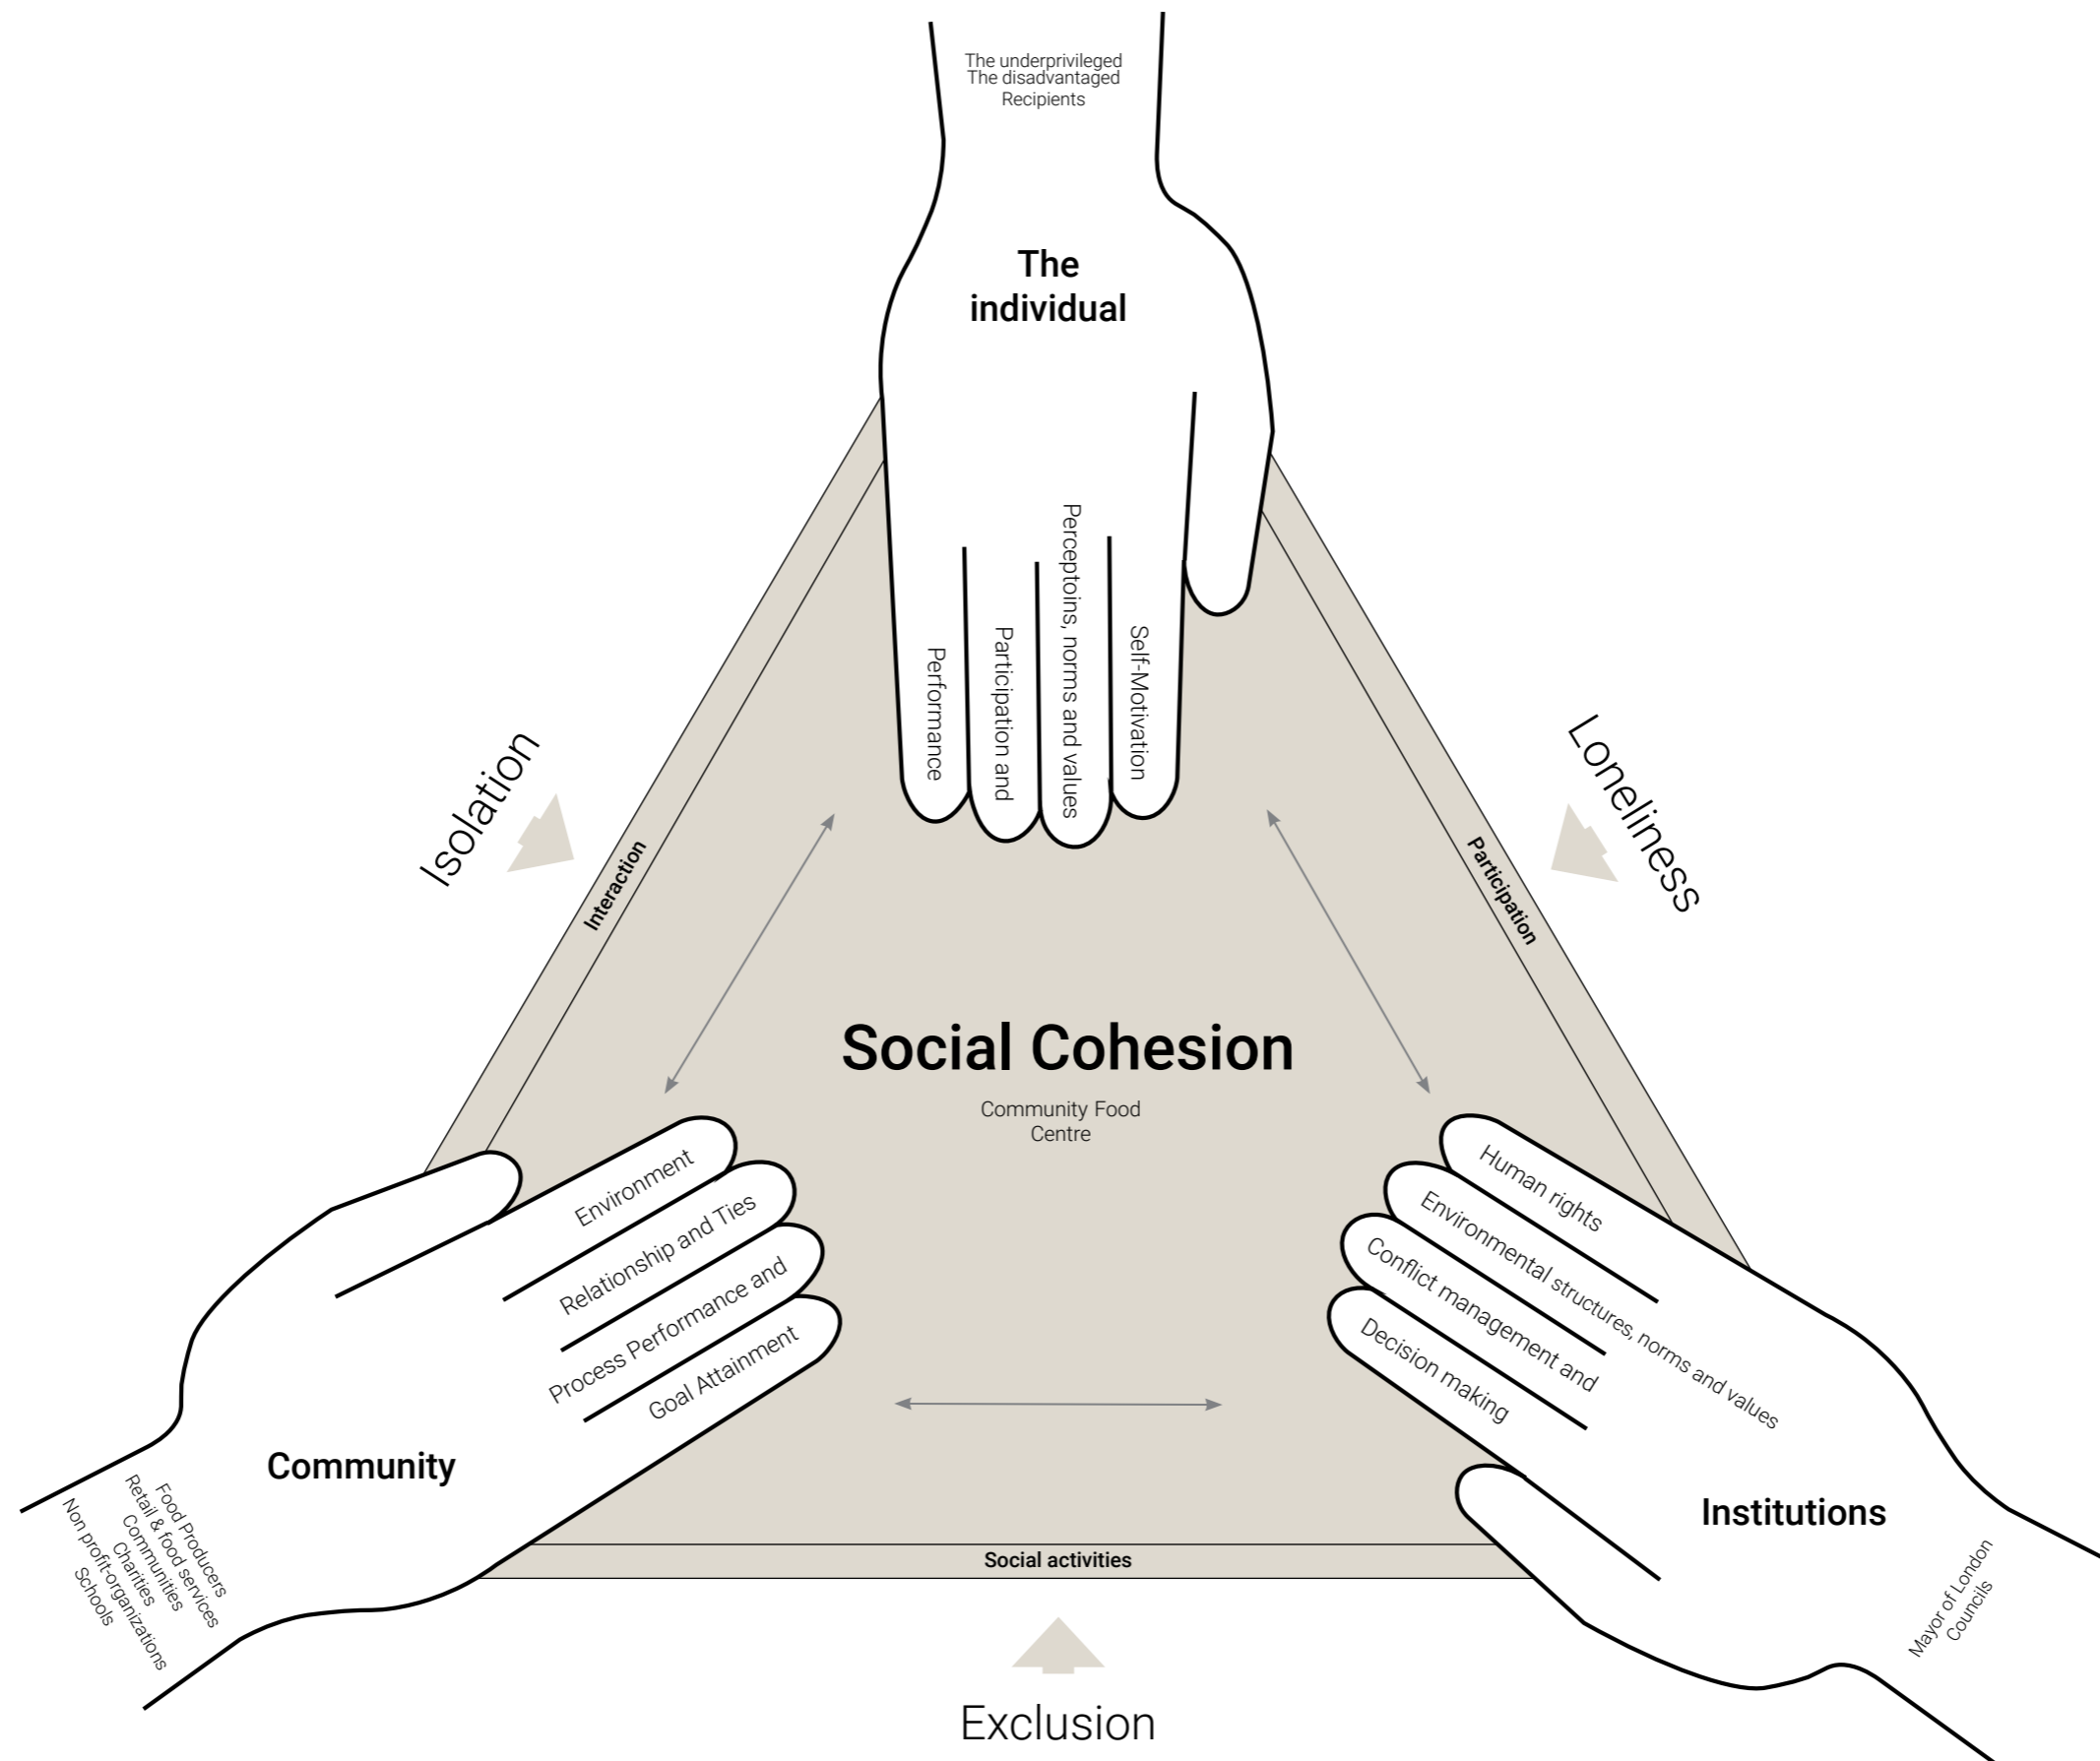 The underprivileged
The disadvantaged
Recipients
The
individual
Performance
Participation and
Perceptoins, norms and values
Self-Motivation
Isolation
Interaction
Loneliness
Participation
Social Cohesion
Community Food
Centre
Environment
Relationship and Ties
Process Performance and
Goal Attainment
Community
Food Producers
Retail & food services
Communities
Charities
Non profit-organizations
Schools
Human rights
Environmental structures, norms and values
Conflict management and
Decision making
Institutions
Mayor of London
Councils
Social activities
Exclusion